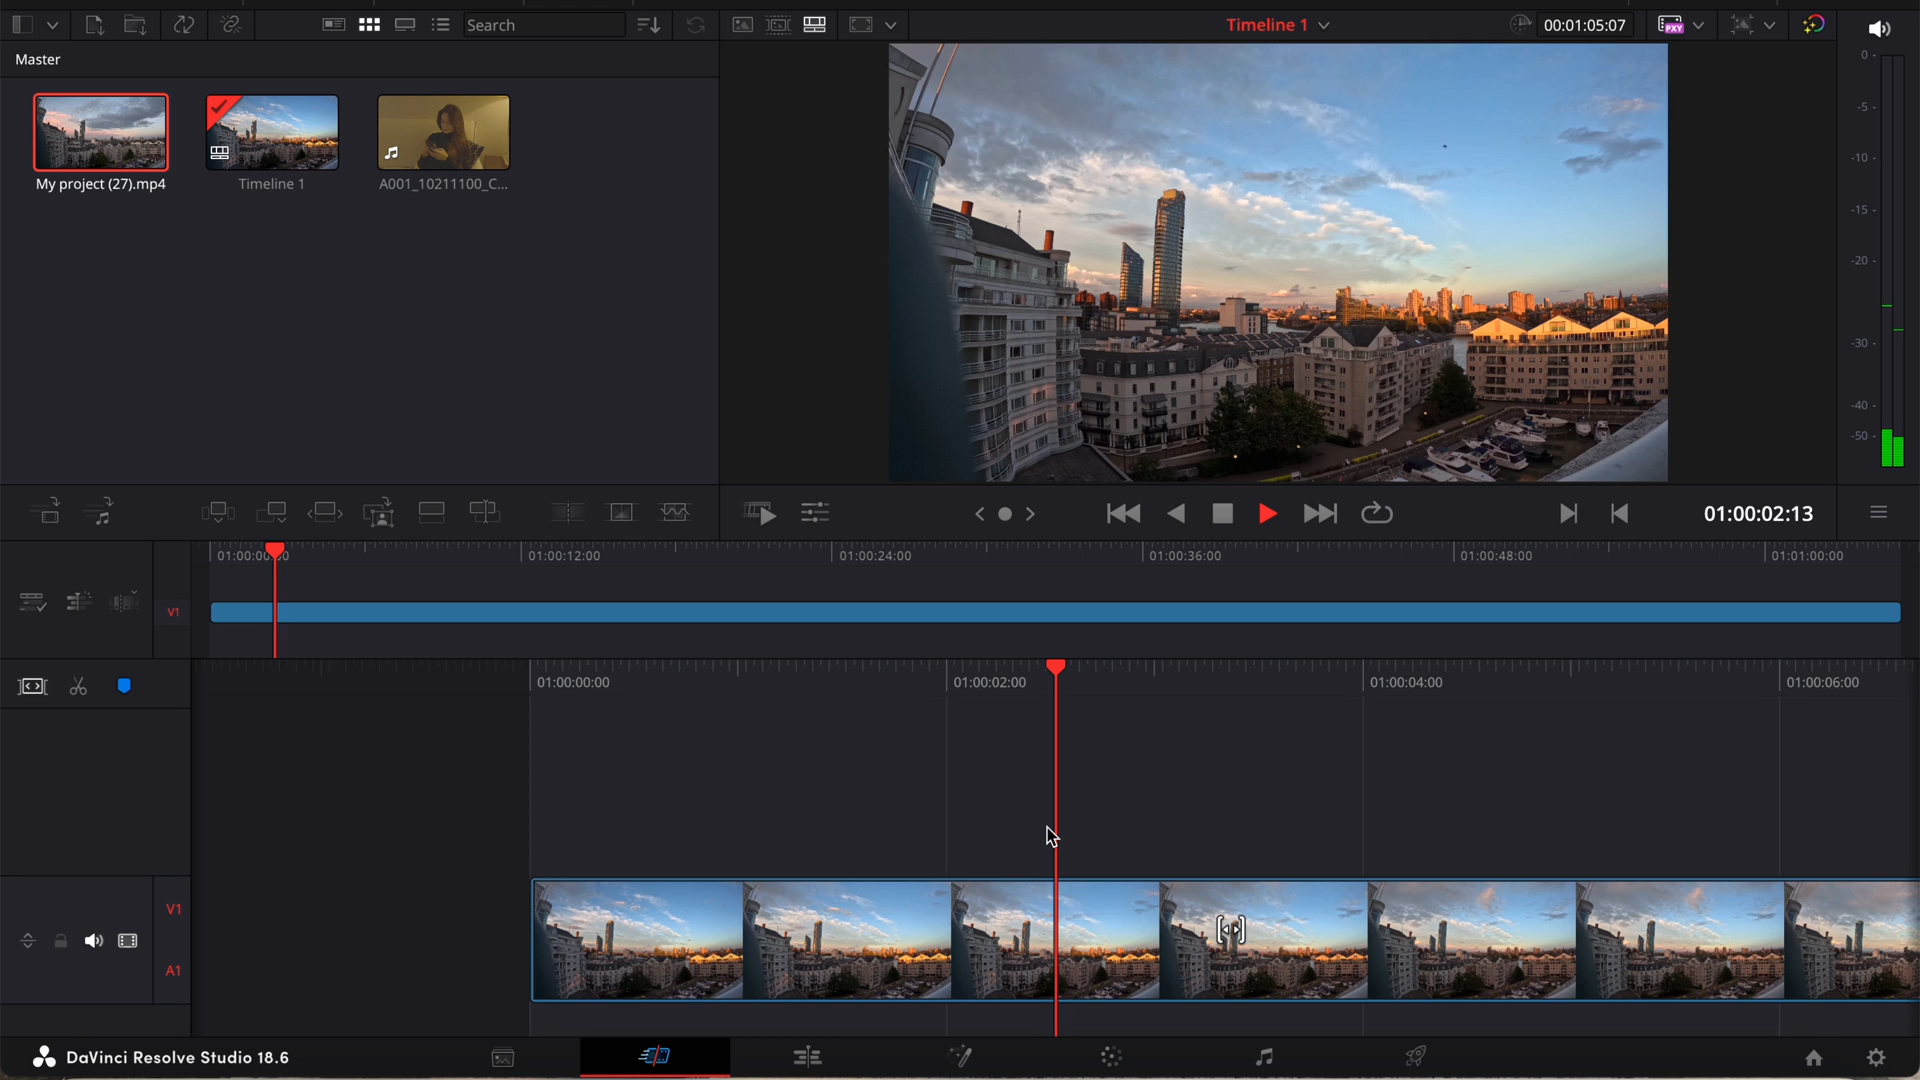 Search
Timeline 1
00:01:05:07
PXY
Master
My project (27).mp4
Timeline 1
A001_10211100_C...
0
-5
-10
-15
-20
-30
-40
-50
01:00:02:13
01:00:12:00
01:00:24:00
01:00:36:00
01:00:48:00
01:01:00:00
V1
01:00:00:00
01:00:02:00
01:00:04:00
01:00:06:00
V1
A1
DaVinci Resolve Studio 18.6